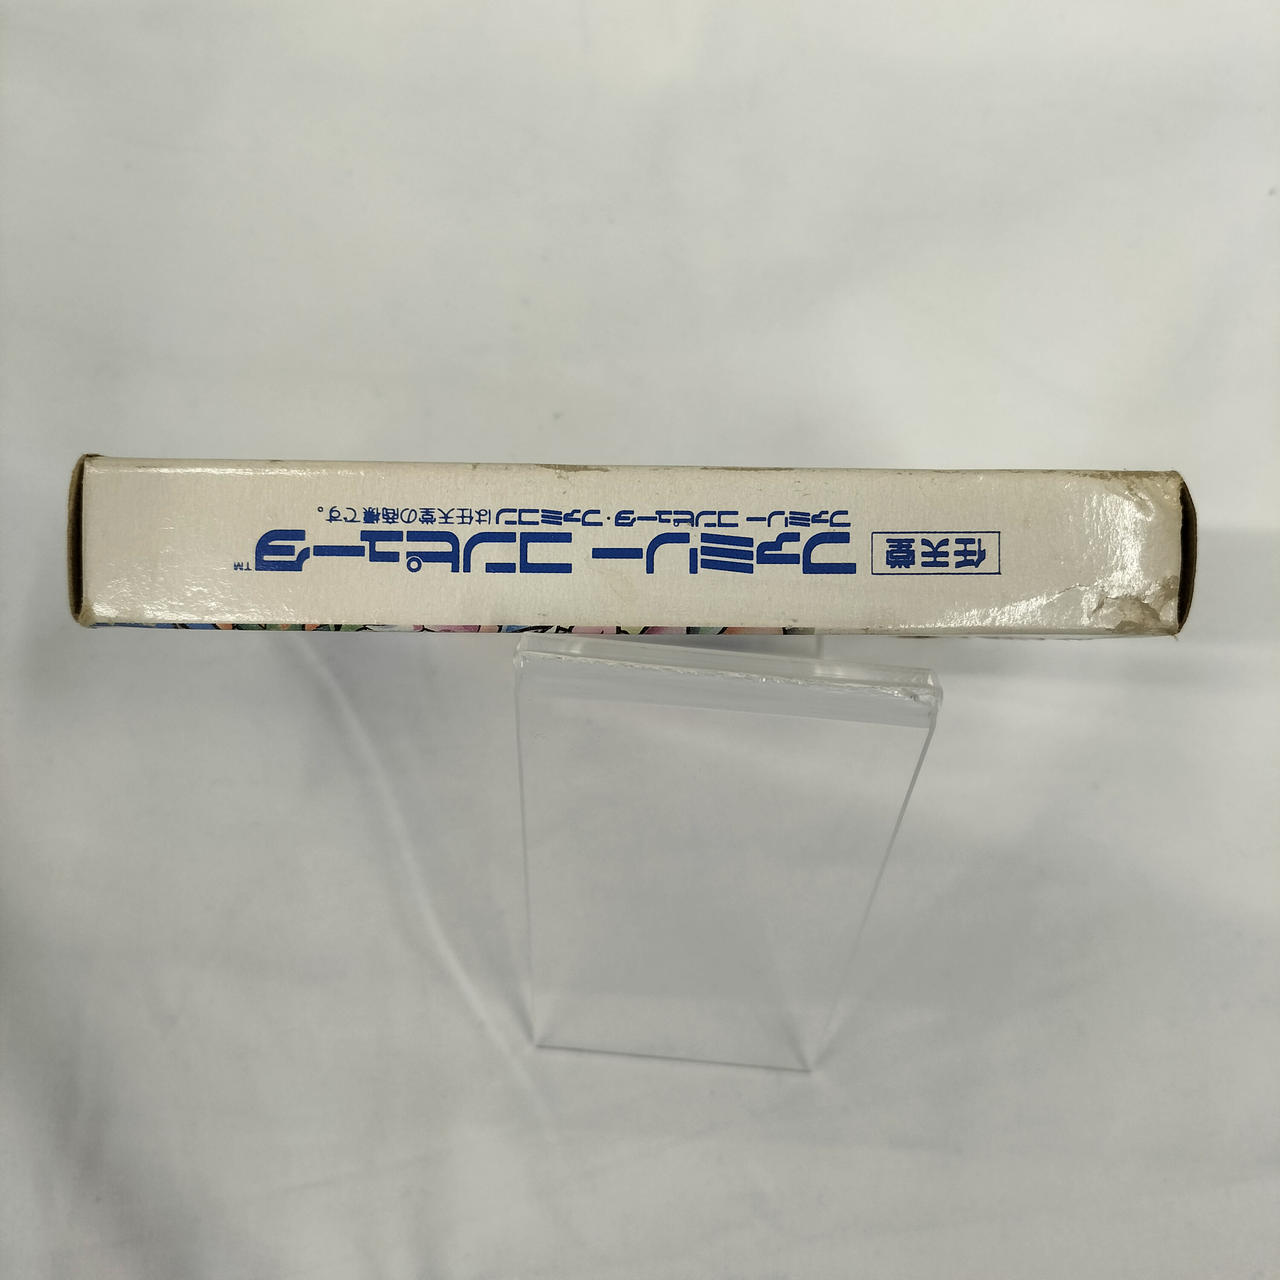 任天堂 ファミリー コンピュータ™
ファミリー コンピュータ・ファミコンは任天堂の商標です。